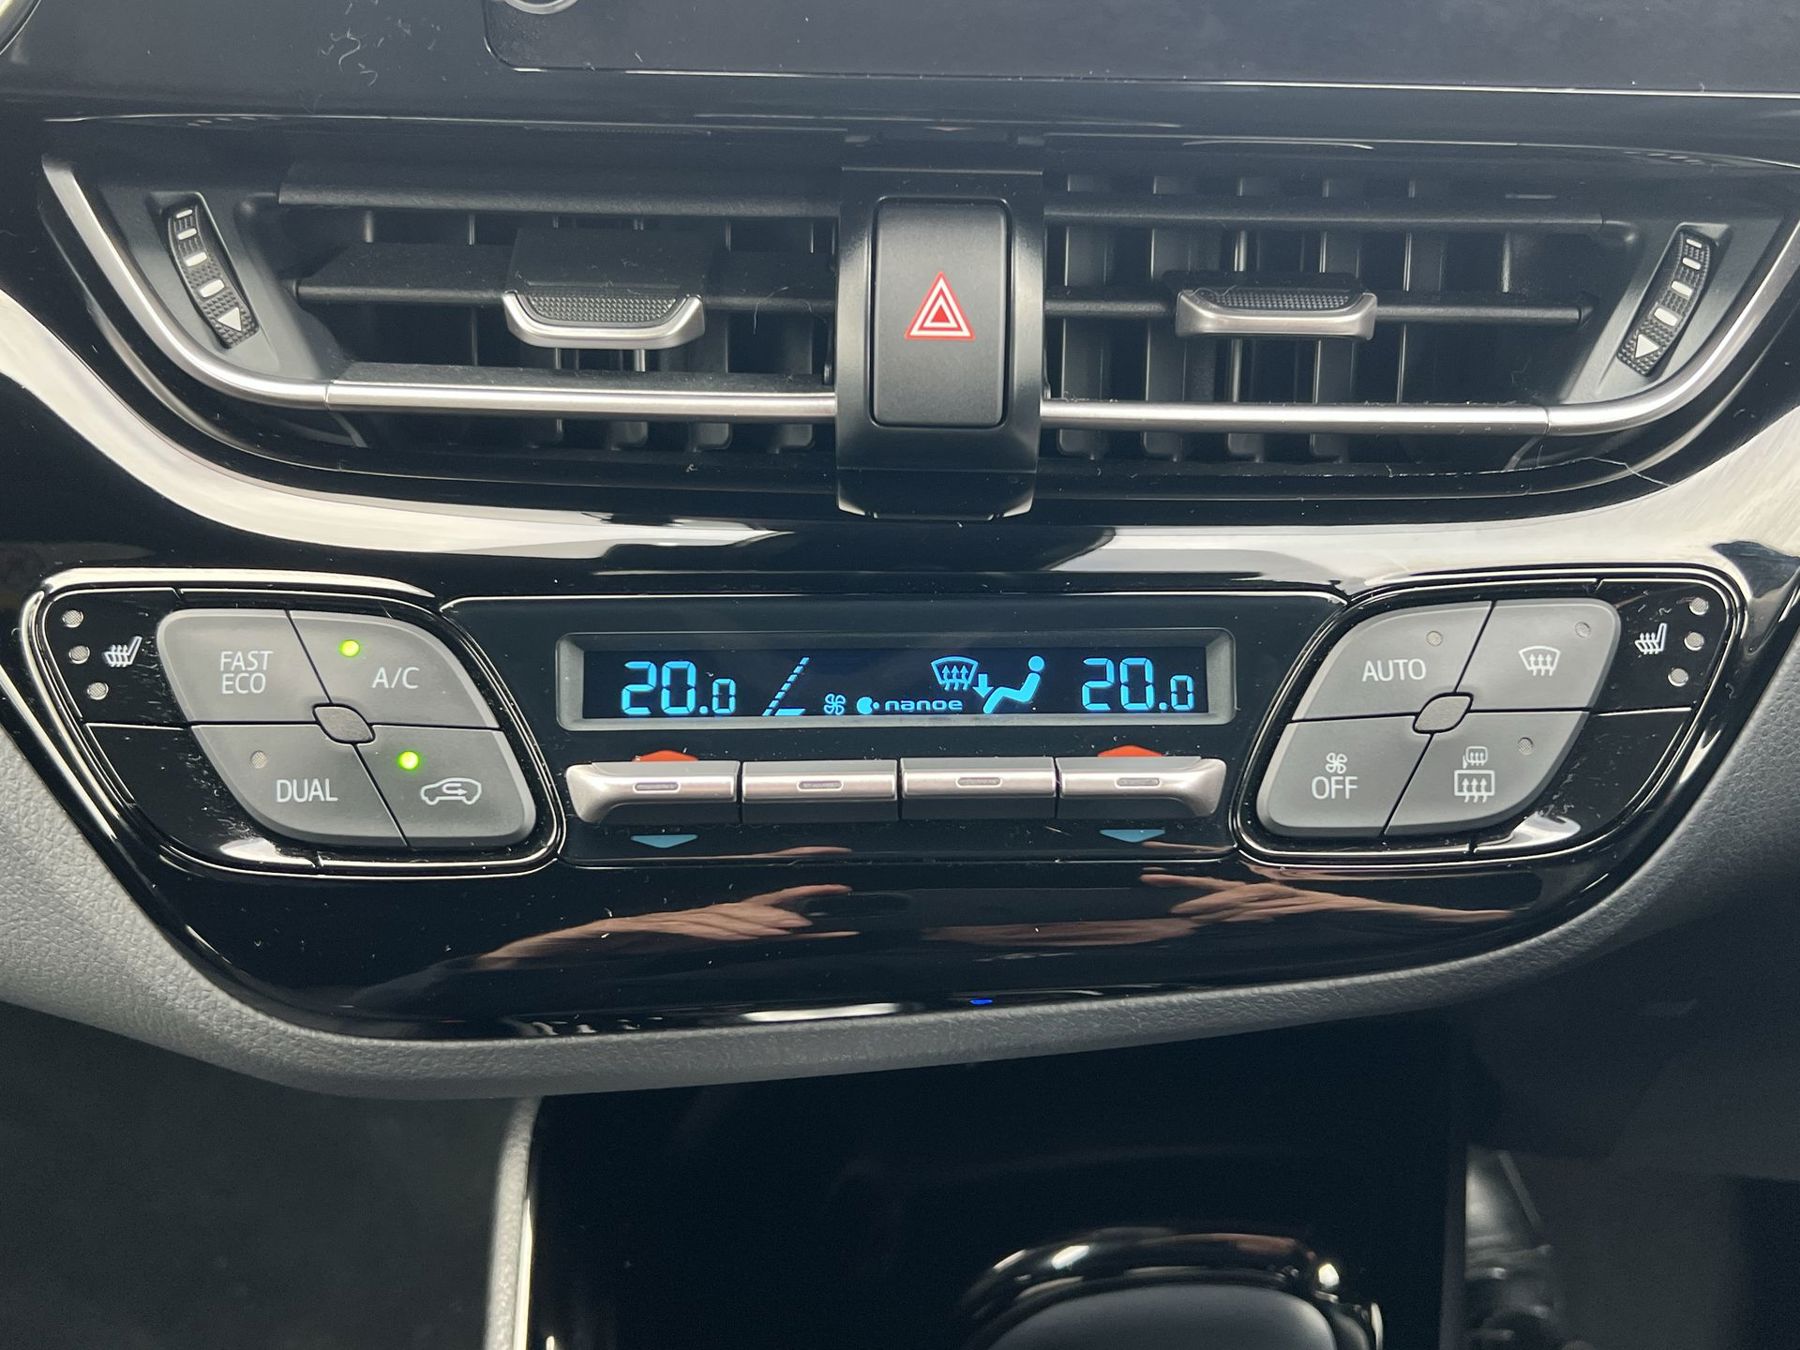 FAST
ECO
A/C
DUAL
20.0
nanoe
20.0
AUTO
OFF